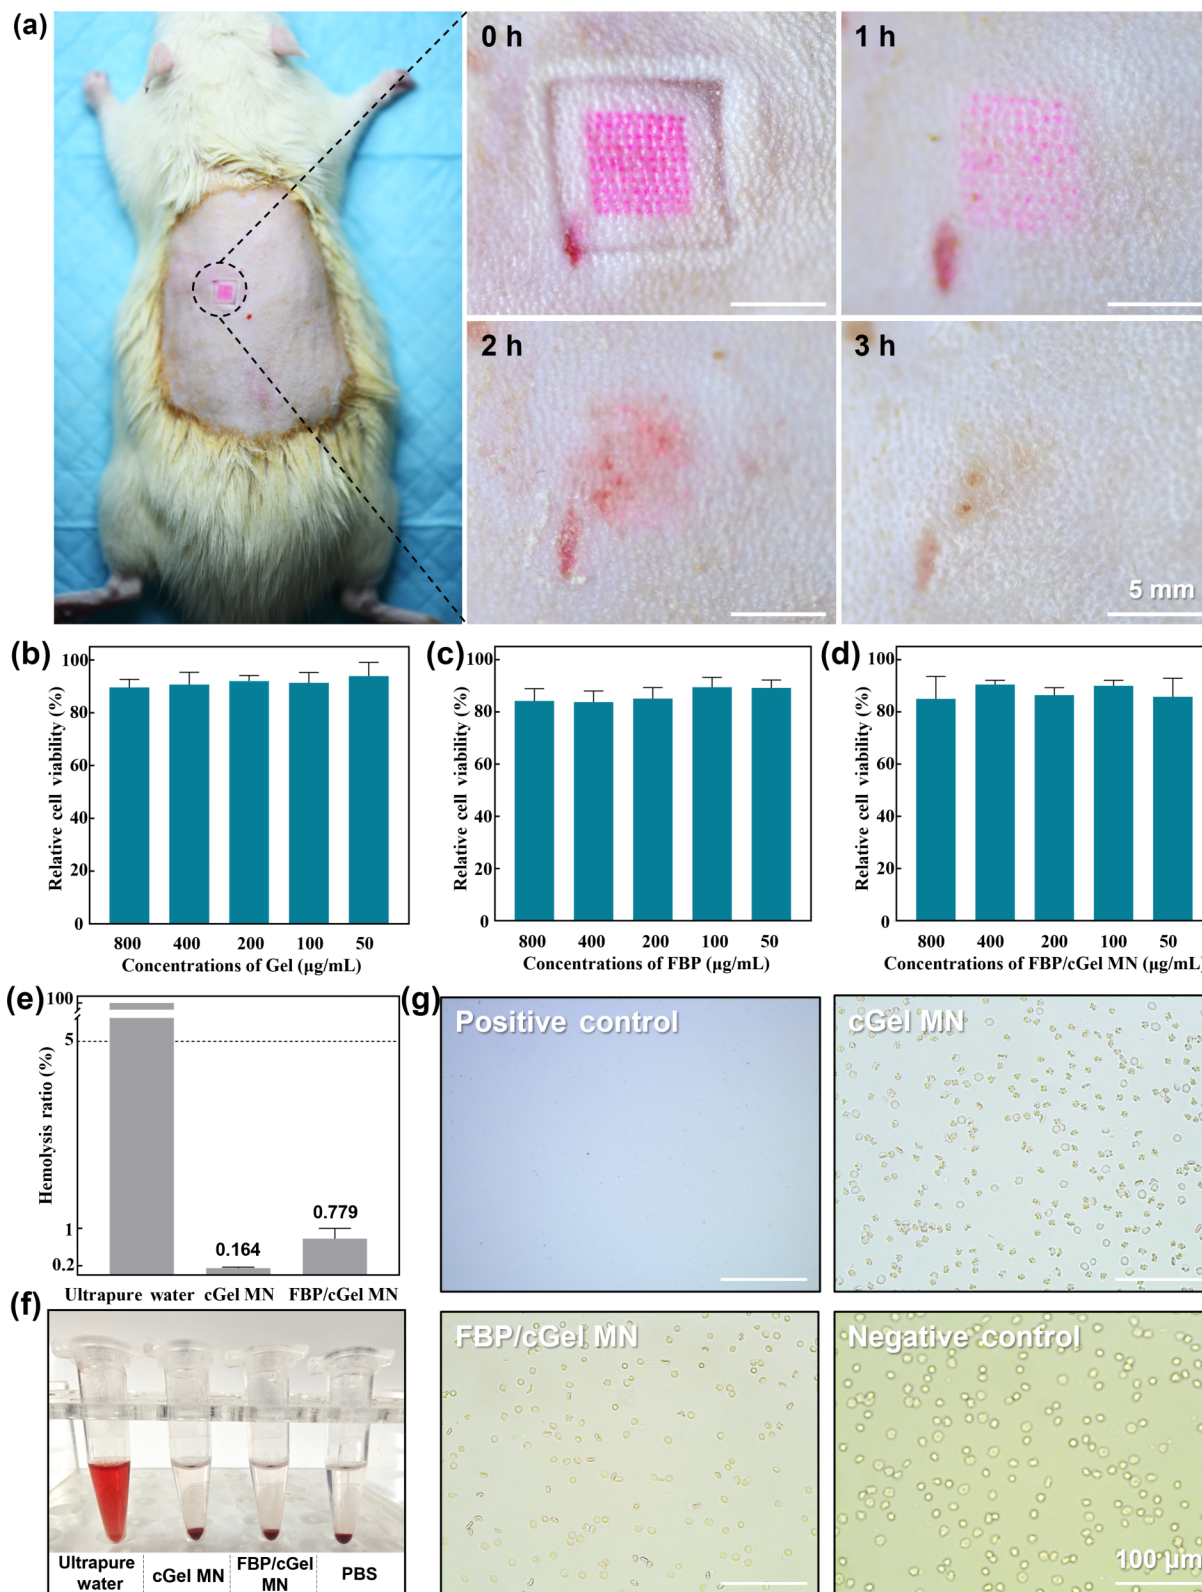 (a)
0 h
1 h
2 h
3 h
5 mm
(b)
Relative cell viability (%)
100
80
60
40
20
0
800 400 200 100 50
Concentrations of Gel (μg/mL)
(c)
Relative cell viability (%)
100
80
60
40
20
0
800 400 200 100 50
Concentrations of FBP (μg/mL)
(d)
Relative cell viability (%)
100
80
60
40
20
0
800 400 200 100 50
Concentrations of FBP/cGel MN (μg/mL)
(e)
Hemolysis ratio (%)
100
5
1
0.2
0.164
0.779
Ultrapure water cGel MN FBP/cGel MN
(f)
Ultrapure
water
cGel MN
FBP/cGel
MN
PBS
(g)
Positive control
cGel MN
FBP/cGel MN
Negative control
100 μm